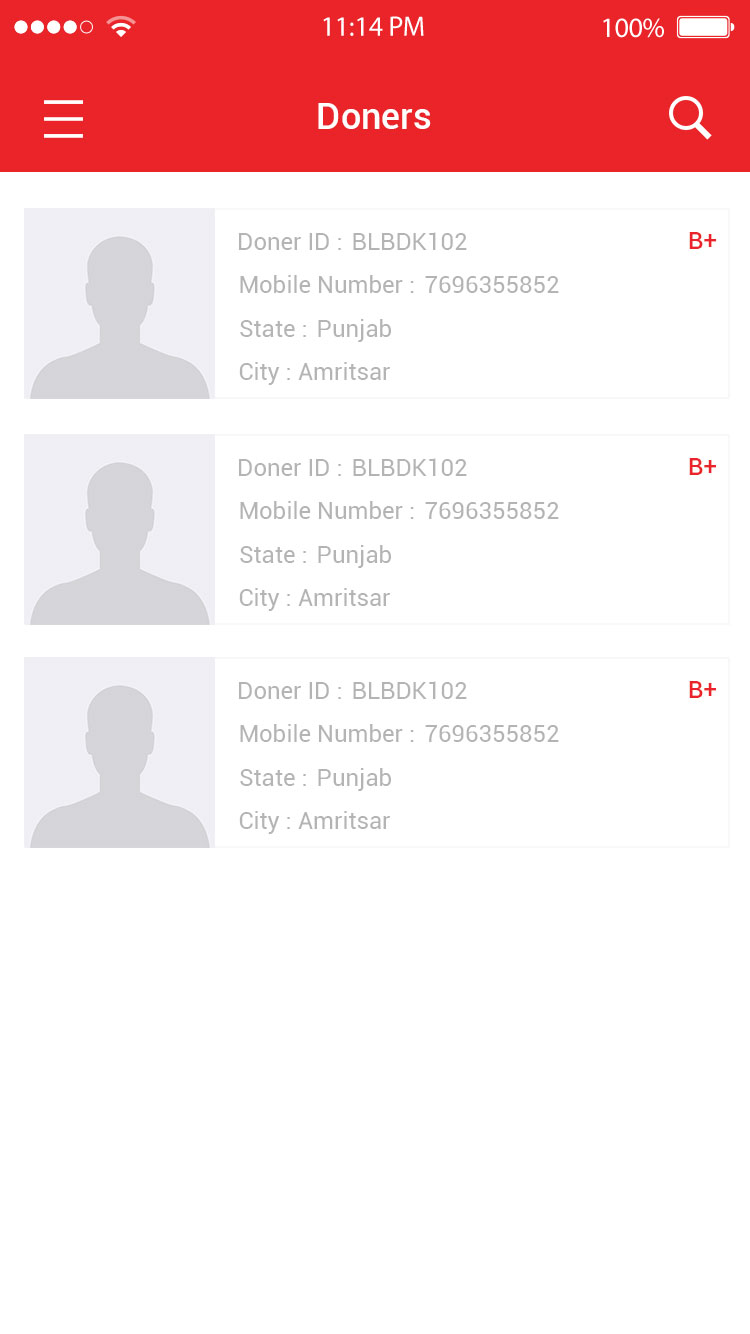 11:14 PM 100%
Doners
Doner ID : BLBDK102 B+
Mobile Number : 7696355852
State : Punjab
City : Amritsar
Doner ID : BLBDK102 B+
Mobile Number : 7696355852
State : Punjab
City : Amritsar
Doner ID : BLBDK102 B+
Mobile Number : 7696355852
State : Punjab
City : Amritsar